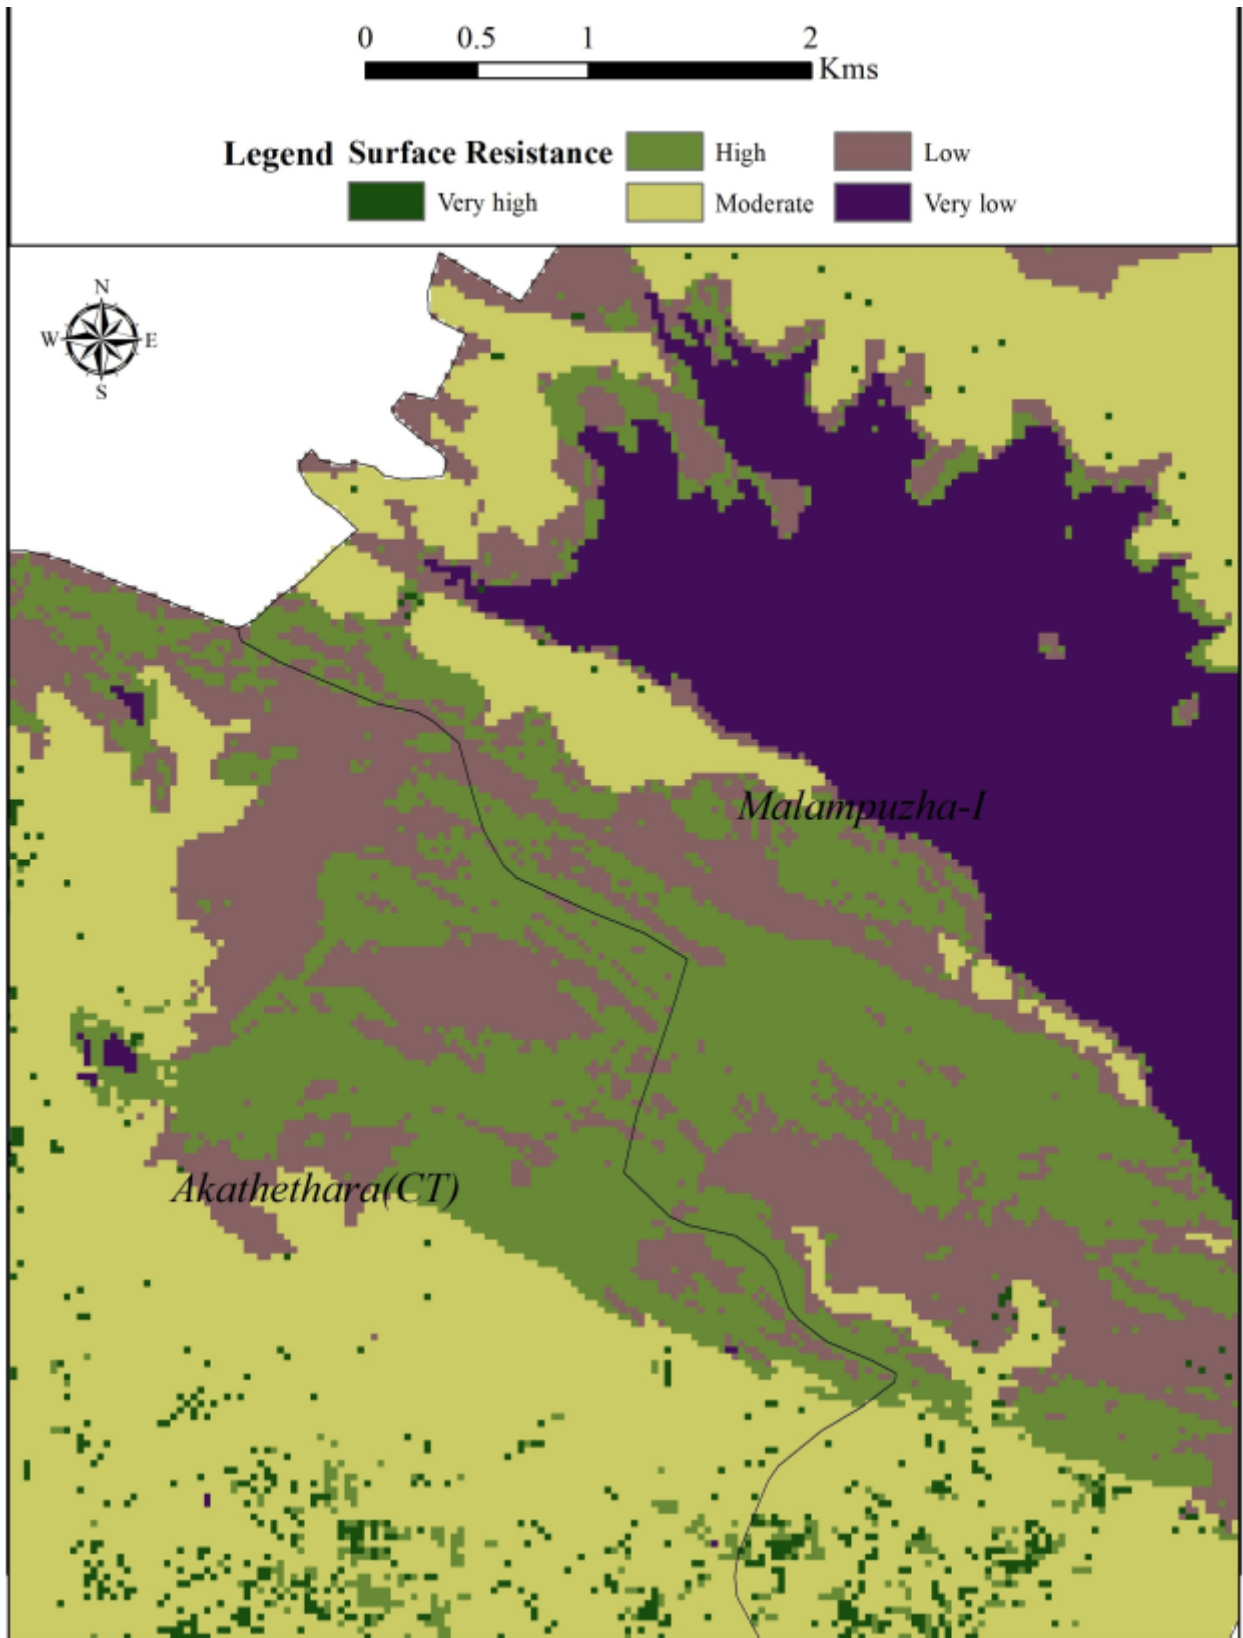 0 0.5 1 2
Kms
Legend Surface Resistance High Low
Very high Moderate Very low
N
W E
S
Malampuzha-I
Akathethara(CT)